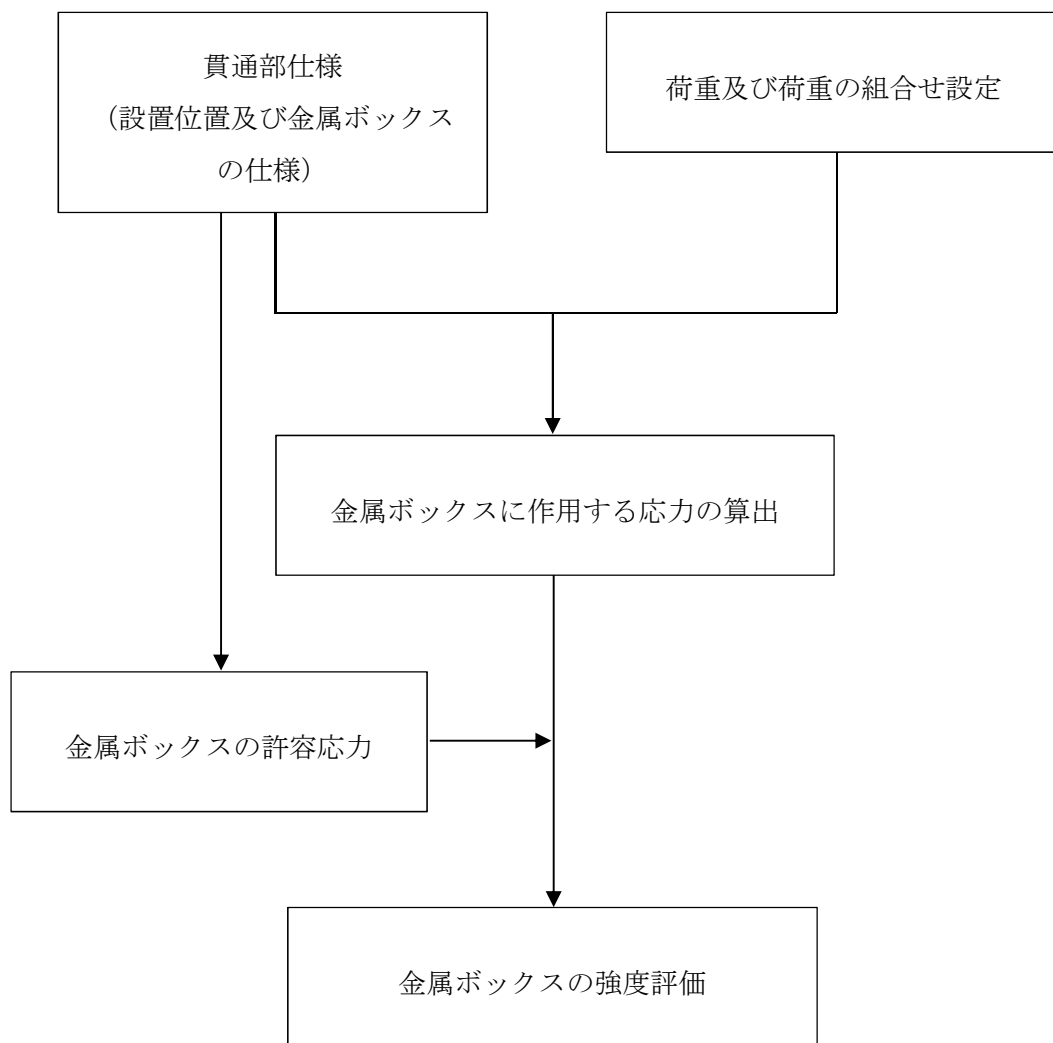 貫通部仕様
（設置位置及び金属ボックス
の仕様）
荷重及び荷重の組合せ設定
金属ボックスに作用する応力の算出
金属ボックスの許容応力
金属ボックスの強度評価